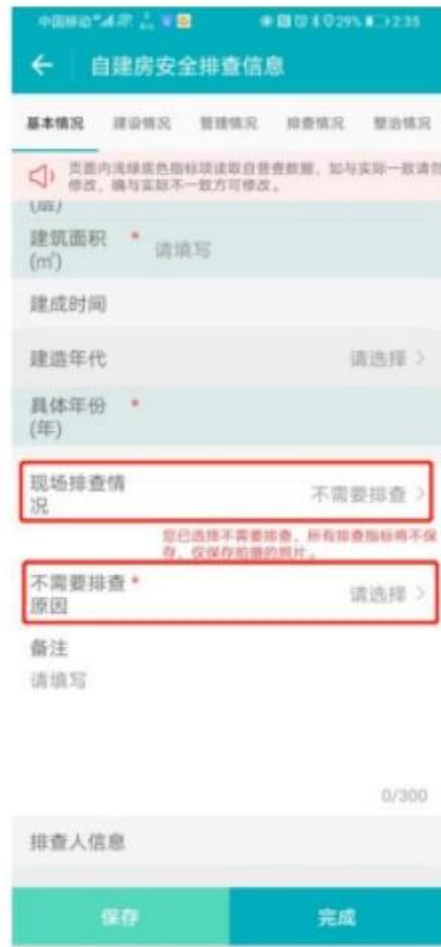 中国移动
29% 2:35
自建房安全排查信息
基本情况 建设情况 管理情况 排查情况 整治情况
页面内浅绿底色指标项读取自普查数据，如与实际一致请勿
修改，确与实际不一致方可修改。
(层)
建筑面积 * 请填写
(㎡)
建成时间
建造年代 请选择 >
具体年份 *
(年)
现场排查情 不需要排查 >
况
您已选择不需要排查，所有排查指标将不保
存，仅保存拍摄的照片。
不需要排查 * 请选择 >
原因
备注
请填写
0/300
排查人信息
保存 完成